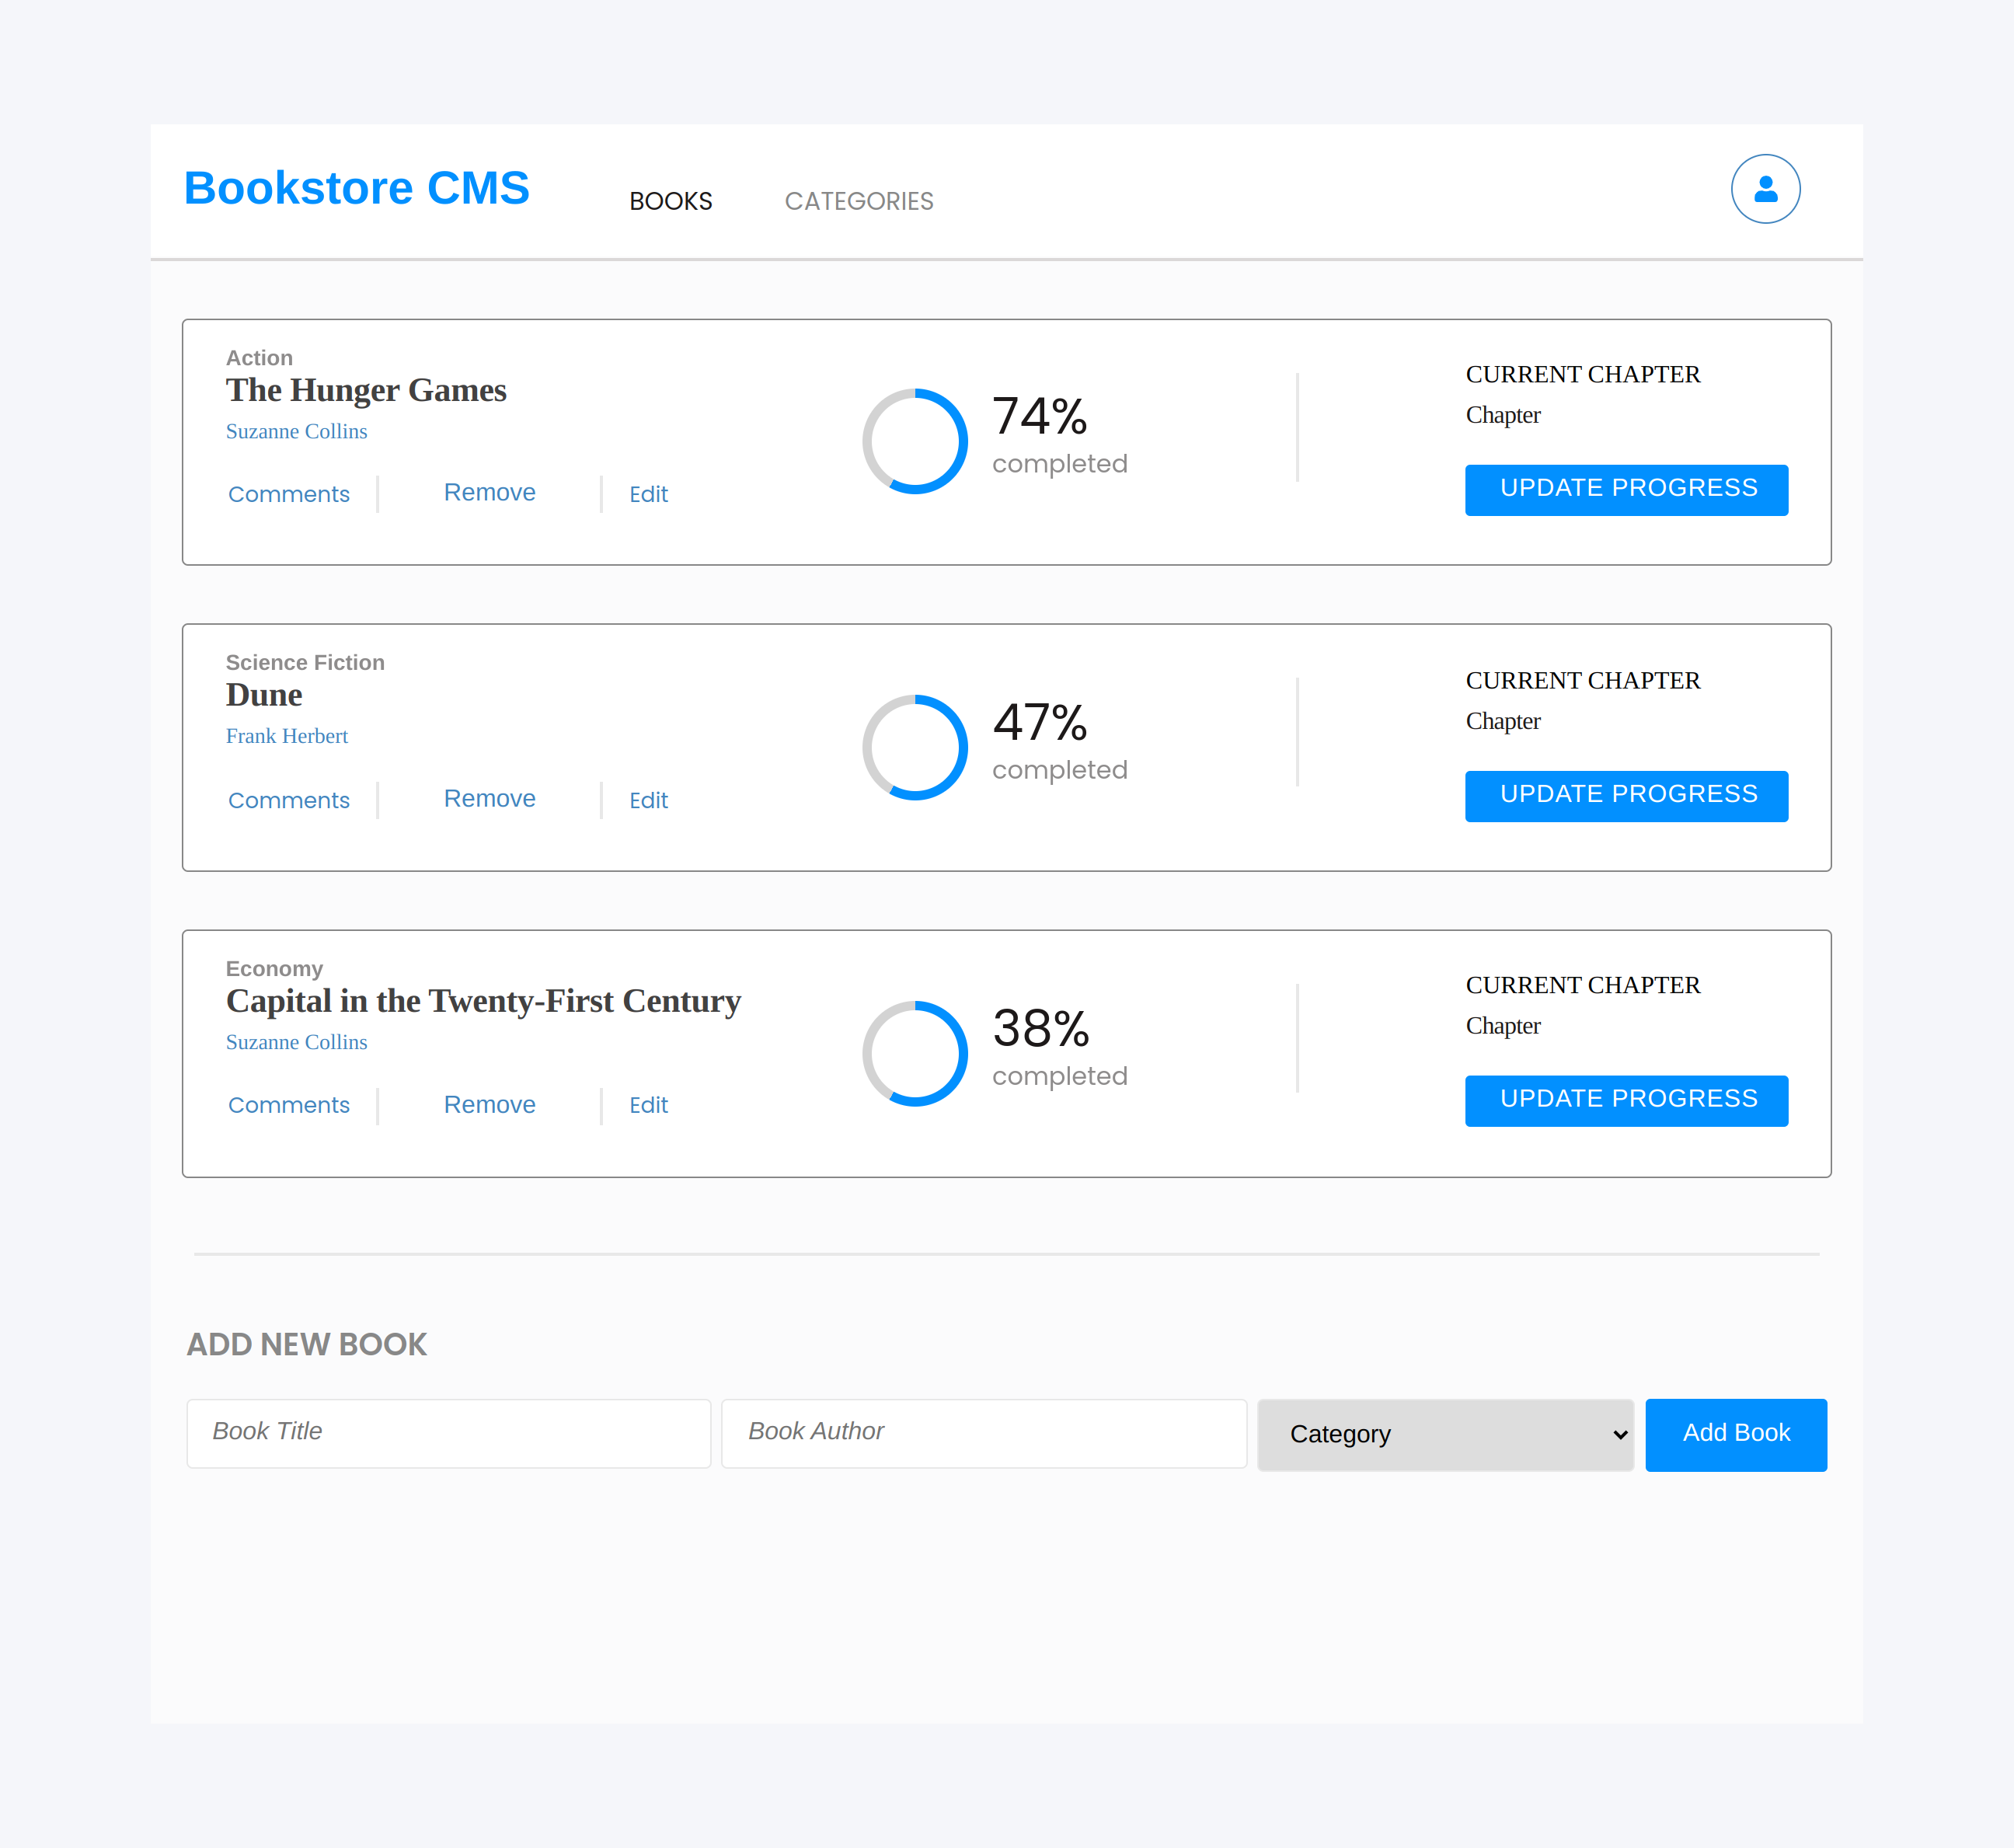 Bookstore CMS
BOOKS
CATEGORIES
Action
The Hunger Games
Suzanne Collins
Comments
Remove
Edit
74%
completed
CURRENT CHAPTER
Chapter
UPDATE PROGRESS
Science Fiction
Dune
Frank Herbert
Comments
Remove
Edit
47%
completed
CURRENT CHAPTER
Chapter
UPDATE PROGRESS
Economy
Capital in the Twenty-First Century
Suzanne Collins
Comments
Remove
Edit
38%
completed
CURRENT CHAPTER
Chapter
UPDATE PROGRESS
ADD NEW BOOK
Book Title
Book Author
Category
Add Book